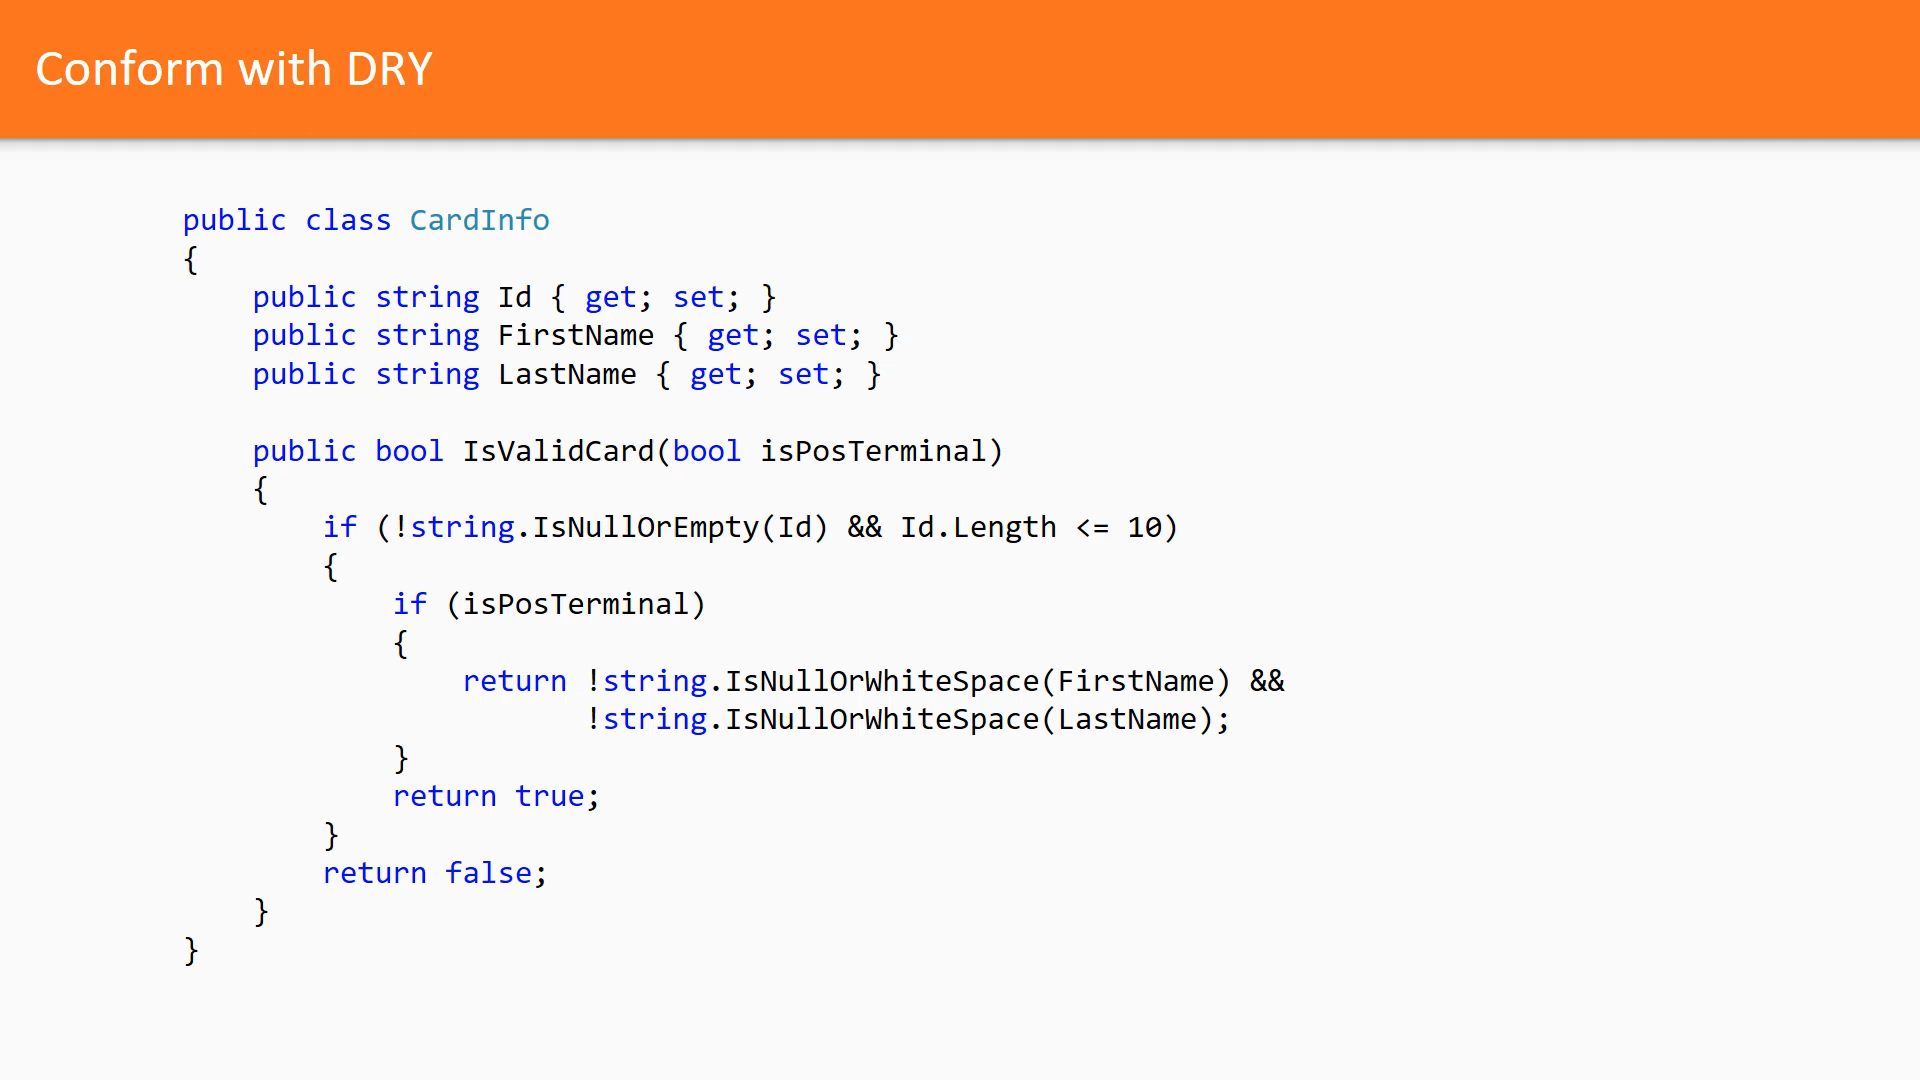 Conform with DRY
public class CardInfo
{
    public string Id { get; set; }
    public string FirstName { get; set; }
    public string LastName { get; set; }

    public bool IsValidCard(bool isPosTerminal)
    {
        if (!string.IsNullOrEmpty(Id) && Id.Length <= 10)
        {
            if (isPosTerminal)
            {
                return !string.IsNullOrWhiteSpace(FirstName) &&
                       !string.IsNullOrWhiteSpace(LastName);
            }
            return true;
        }
        return false;
    }
}